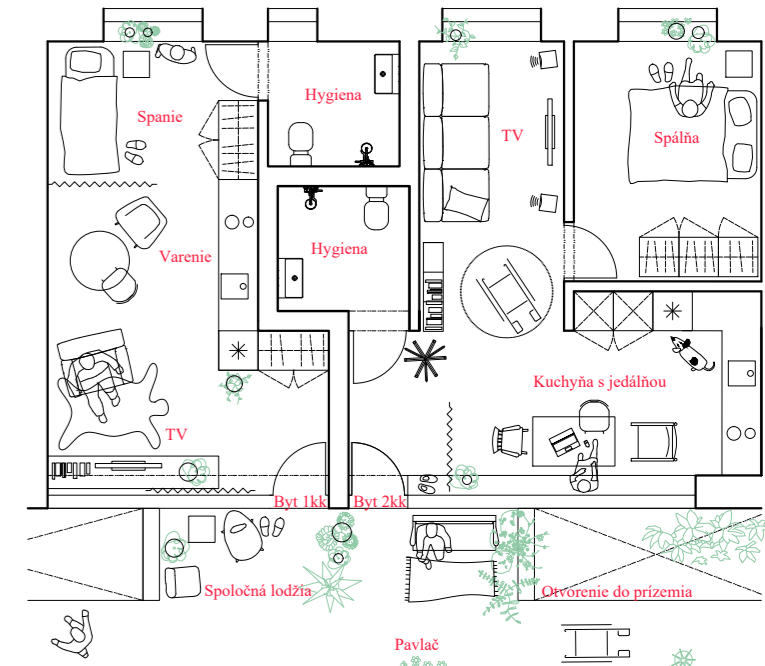 Hygiena
Spanie
TV
Spálňa
Hygiena
Varenie
Kuchyňa s jedálňou
TV
Byt 1kk
Byt 2kk
Spoločná lodžia
Otvorenie do prízemia
Pavlač